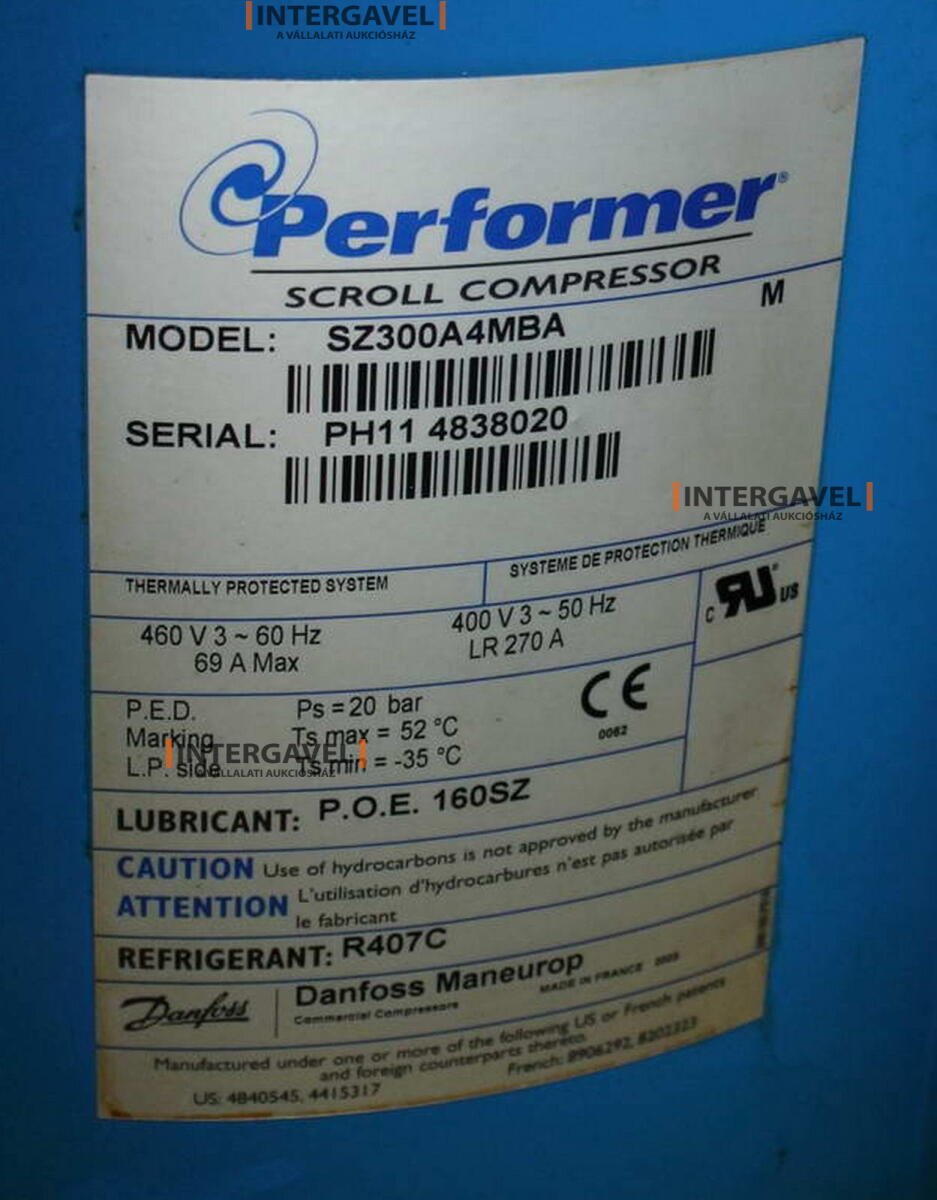 INTERGAVEL
A VÁLLALATI AUKCIÓSHÁZ
Performer®
SCROLL COMPRESSOR
M
MODEL: SZ300A4MBA
SERIAL: PH11 4838020
INTERGAVEL
A VÁLLALATI AUKCIÓSHÁZ
THERMALLY PROTECTED SYSTEM
SYSTEME DE PROTECTION THERMIQUE
460 V 3 ~ 60 Hz
69 A Max
400 V 3 ~ 50 Hz
LR 270 A
C RU ® US
P.E.D.
Marking
L.P. side
Ps = 20 bar
Ts max = 52 °C
Ts min = -35 °C
CE
0062
INTERGAVEL
A VÁLLALATI AUKCIÓSHÁZ
LUBRICANT: P.O.E. 160SZ
CAUTION Use of hydrocarbons is not approved by the manufacturer
ATTENTION L'utilisation d'hydrocarbures n'est pas autorisée par
le fabricant
REFRIGERANT: R407C
Danfoss
Danfoss Maneurop
Commercial Compressors
MADE IN FRANCE
Manufactured under one or more of the following US or French patents
and foreign counterparts thereto.
US: 4840545, 4415317
French: 8906292, 8202323